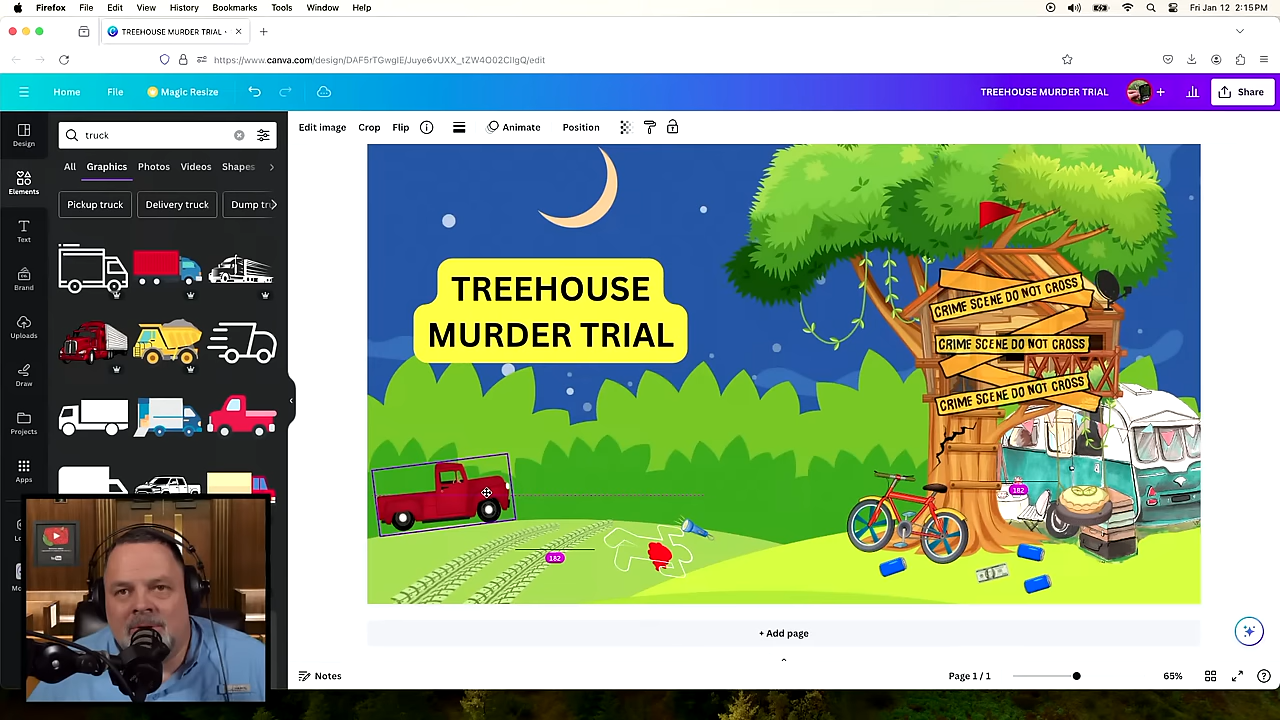 Firefox File Edit View History Bookmarks Tools Window Help
Fri Jan 12 2:15PM
TREEHOUSE MURDER TRIAL
https://www.canva.com/design/DAF5rTGwgIE/Juye6vUXX_tZW4O02CIlgQ/edit
Home File Magic Resize
TREEHOUSE MURDER TRIAL
Share
Design
Elements
Text
Brand
Uploads
Draw
Projects
Apps
truck
All Graphics Photos Videos Shapes
Pickup truck Delivery truck
Edit image Crop Flip Animate Position
TREEHOUSE
MURDER TRIAL
CRIME SCENE DO NOT CROSS
CRIME SCENE DO NOT CROSS
CRIME SCENE DO NOT CROSS
182
182
+ Add page
Notes
Page 1 / 1
65%